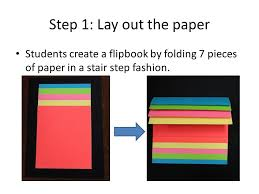 Step 1: Lay out the paper
• Students create a flipbook by folding 7 pieces
of paper in a stair step fashion.